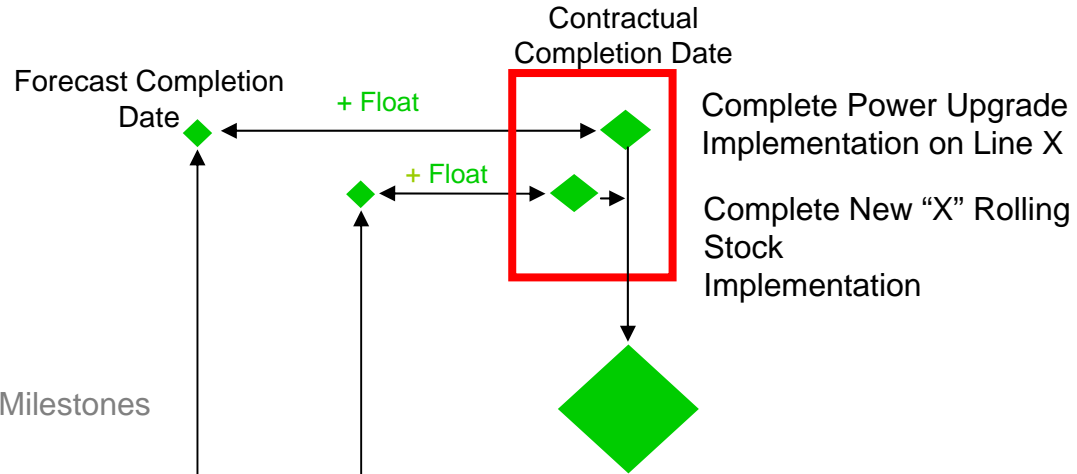 Contractual
Completion Date
Forecast Completion
Date
+ Float
Complete Power Upgrade
Implementation on Line X
+ Float
Complete New “X” Rolling
Stock
Implementation
Milestones